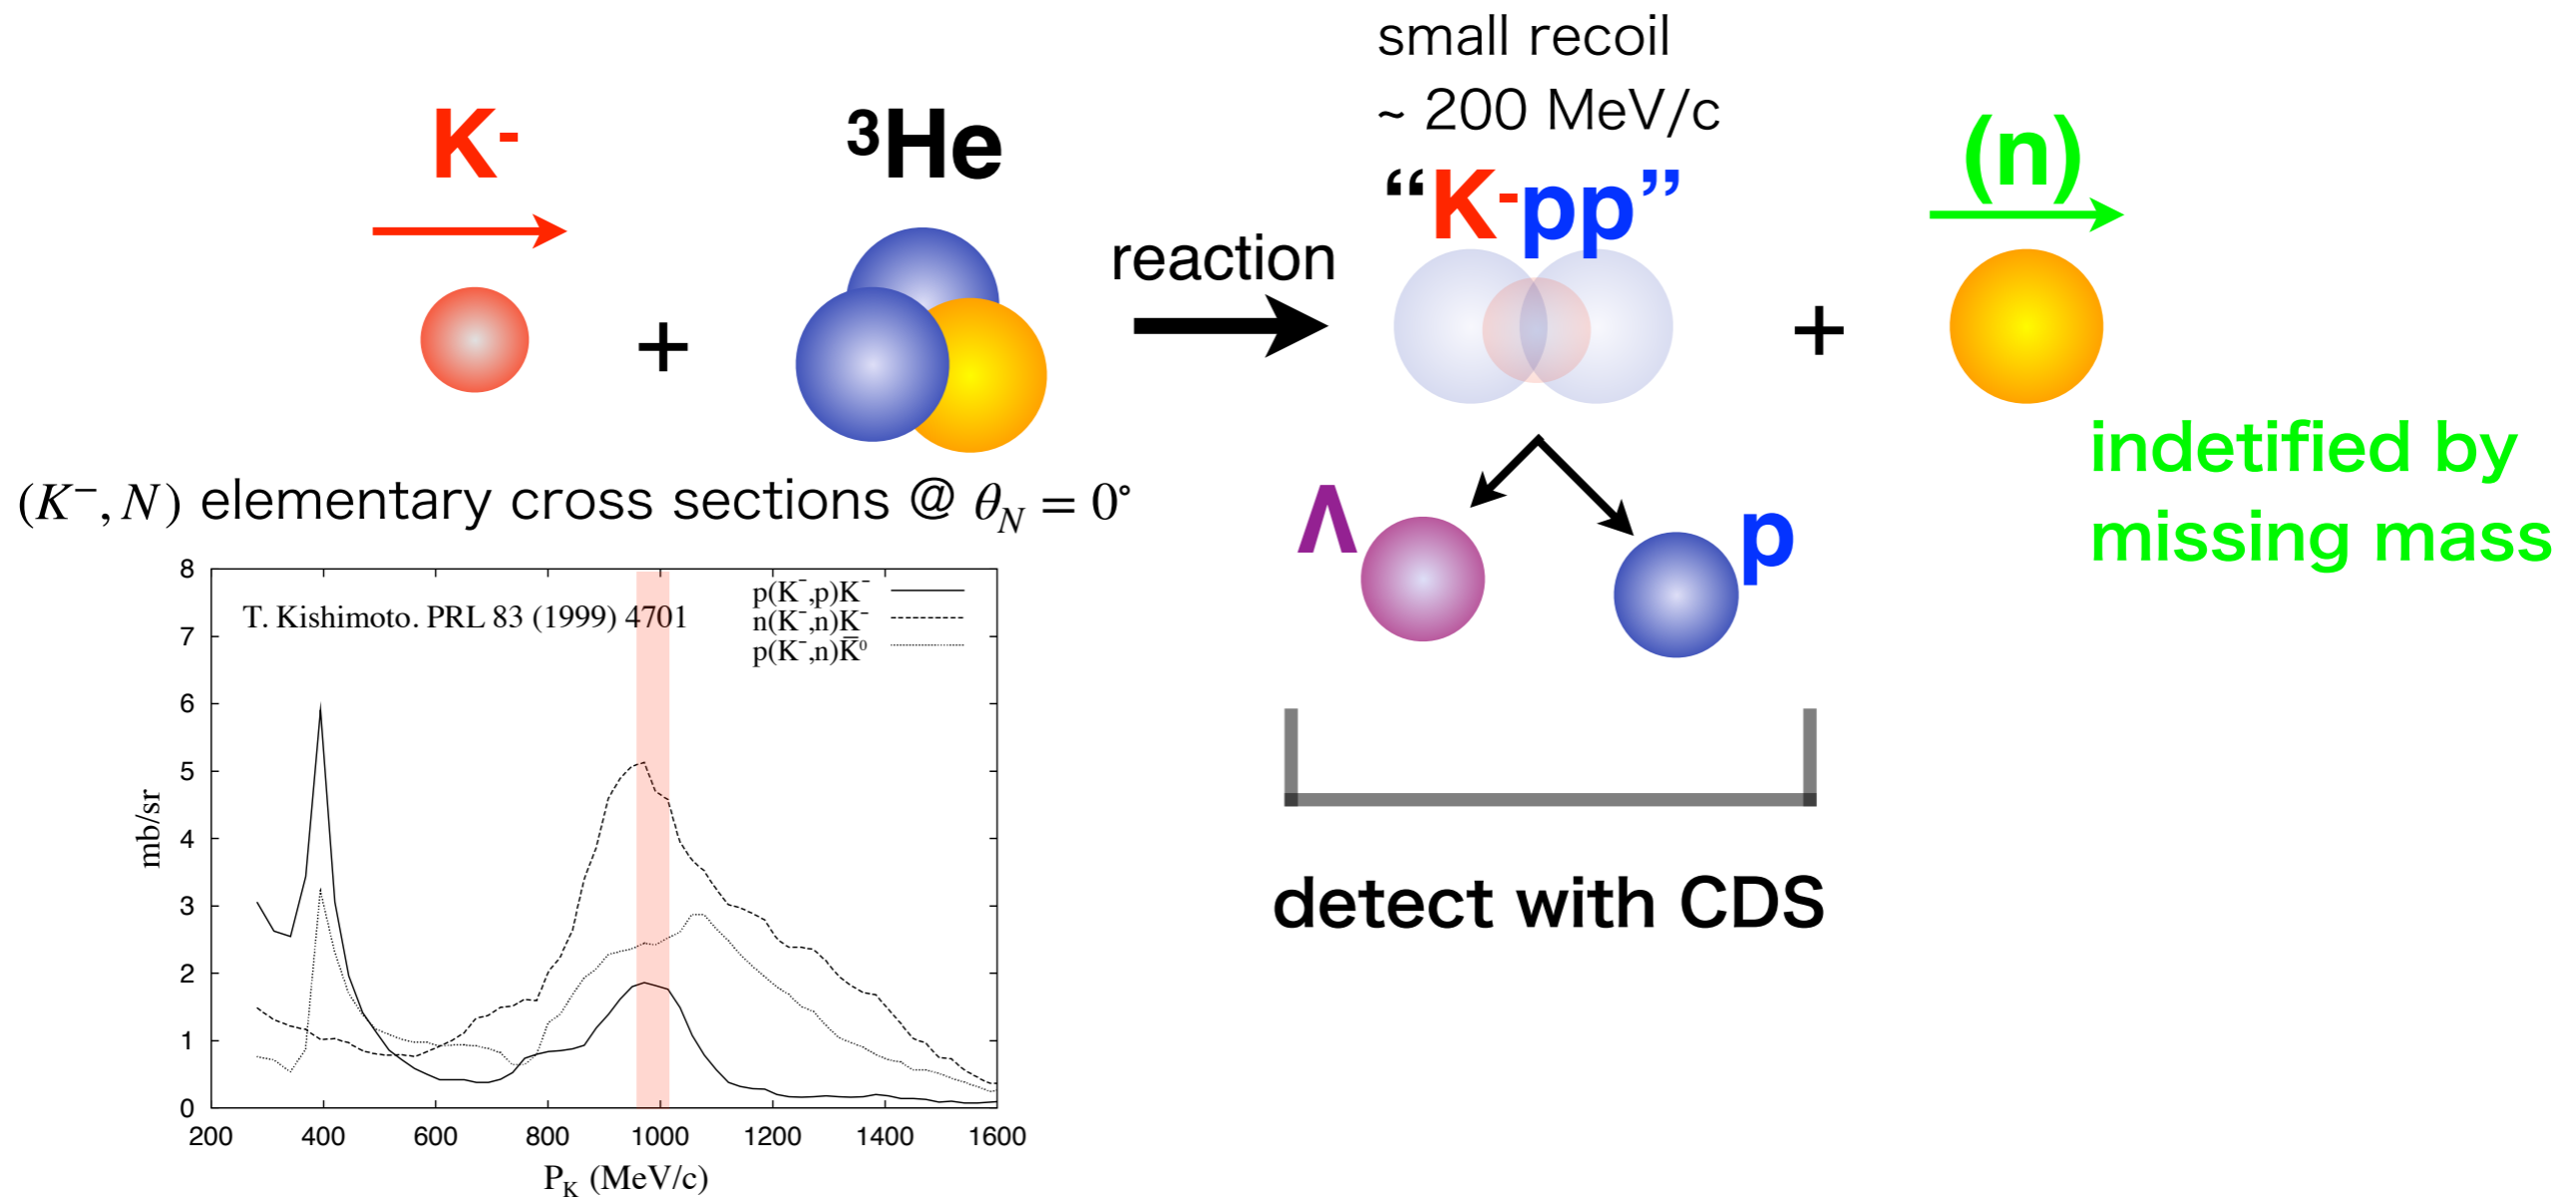 small recoil
~ 200 MeV/c
K-
³He
“K-pp”
(n)
+
reaction
+
indetified by
missing mass
Λ
p
detect with CDS
(K⁻, N) elementary cross sections @ θ_N = 0°
T. Kishimoto. PRL 83 (1999) 4701
p(K⁻,p)K⁻
n(K⁻,n)K⁻
p(K⁻,n)K̄⁰
8
7
6
5
4
3
2
1
0
mb/sr
200 400 600 800 1000 1200 1400 1600
P_K (MeV/c)